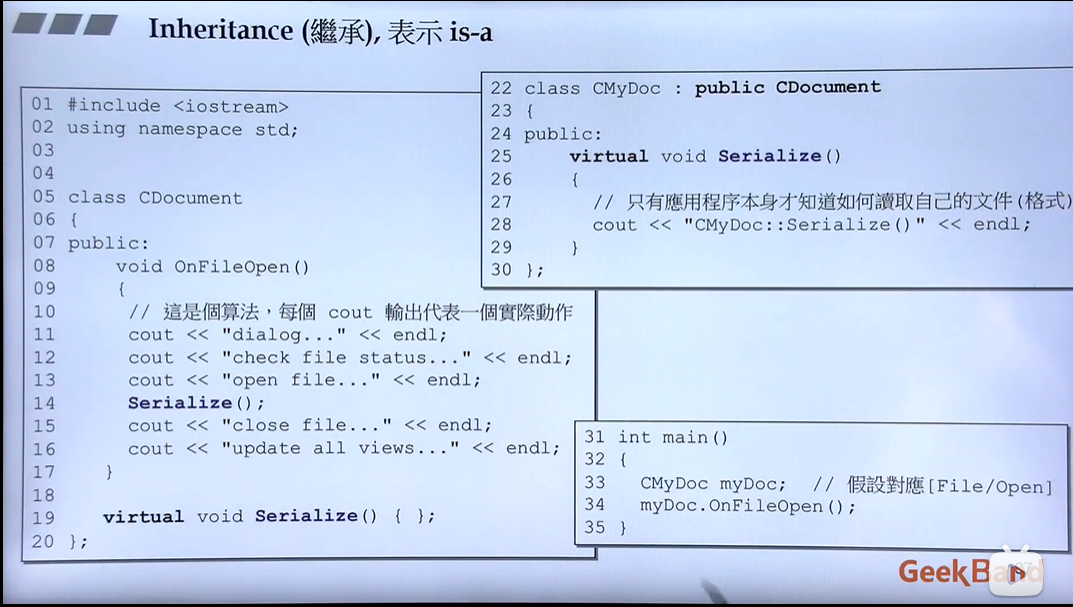 Inheritance (繼承), 表示 is-a
01 #include <iostream>
02 using namespace std;
03
04
05 class CDocument
06 {
07 public:
08 void OnFileOpen()
09 {
10 // 這是個算法，每個 cout 輸出代表一個實際動作
11 cout << "dialog..." << endl;
12 cout << "check file status..." << endl;
13 cout << "open file..." << endl;
14 Serialize();
15 cout << "close file..." << endl;
16 cout << "update all views..." << endl;
17 }
18
19 virtual void Serialize() { };
20 };
22 class CMyDoc : public CDocument
23 {
24 public:
25 virtual void Serialize()
26 {
27 // 只有應用程序本身才知道如何讀取自己的文件(格式)
28 cout << "CMyDoc::Serialize()" << endl;
29 }
30 };
31 int main()
32 {
33 CMyDoc myDoc; // 假設對應[File/Open]
34 myDoc.OnFileOpen();
35 }
GeekBand